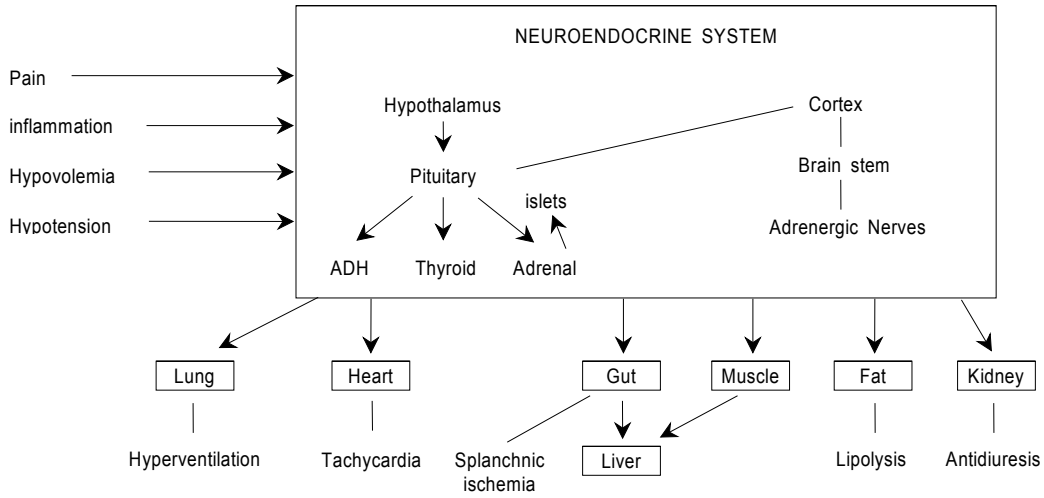 NEUROENDOCRINE SYSTEM
Pain
Hypothalamus
Cortex
inflammation
Hypovolemia
Pituitary
Brain stem
islets
Hypotension
Adrenergic Nerves
ADH
Thyroid
Adrenal
Lung
Heart
Gut
Muscle
Fat
Kidney
Hyperventilation
Tachycardia
Splanchnic
ischemia
Liver
Lipolysis
Antidiuresis